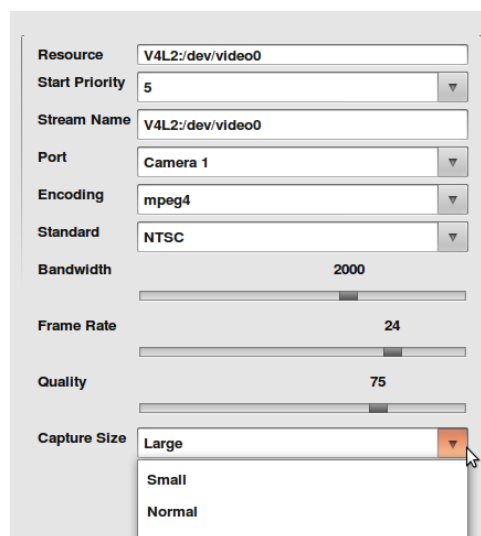 Resource V4L2:/dev/video0
Start Priority 5
Stream Name V4L2:/dev/video0
Port Camera 1
Encoding mpeg4
Standard NTSC
Bandwidth 2000
Frame Rate 24
Quality 75
Capture Size Large
Small
Normal